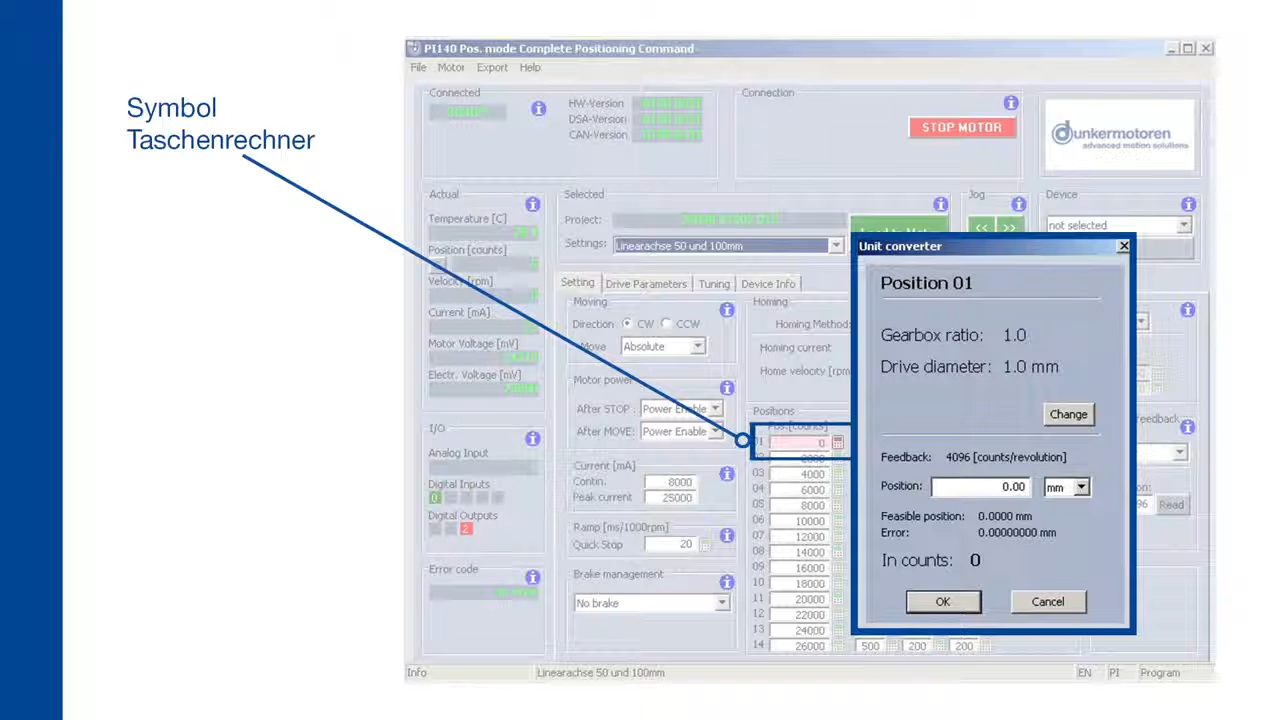 Symbol
Taschenrechner
PI140 Pos. mode Complete Positioning Command
File Motor Export Help
Connected
HW-Version
DSA-Version
CAN-Version
Connection
STOP MOTOR
dunkermotoren
advanced motion solutions
Actual
Temperature [C]
Position [counts]
Velocity [rpm]
Current [mA]
Motor Voltage [mV]
Electr. Voltage [mV]
I/O
Analog Input
Digital Inputs
0
Digital Outputs
2
Error code
Selected
Project:
Settings: Linearachse 50 und 100mm
Jog
<< >>
Device
not selected
Setting Drive Parameters Tuning Device Info
Moving
Direction CW CCW
Move Absolute
Motor power
After STOP : Power Enable
After MOVE: Power Enable
Current [mA]
Contin. 8000
Peak current 25000
Ramp [ms/1000rpm]
Quick Stop 20
Brake management
No brake
Homing
Homing Method:
Homing current
Home velocity [rpm
Positions
Pos.[counts]
01 0
02
03 4000
04 6000
05 8000
06 10000
07 12000
08 14000
09 16000
10 18000
11 20000
12 22000
13 24000
14 26000 500 200 200
Unit converter
Position 01
Gearbox ratio: 1.0
Drive diameter: 1.0 mm
Change
Feedback: 4096 [counts/revolution]
Position: 0.00 mm
Feasible position: 0.0000 mm
Error: 0.00000000 mm
In counts: 0
OK Cancel
eedback
on:
96 Read
Info Linearachse 50 und 100mm EN PI Program